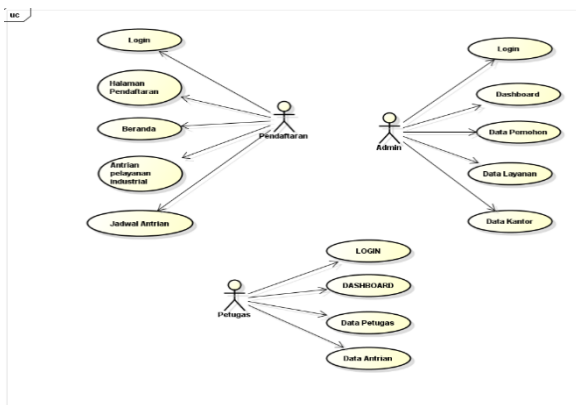 uc
Login
Halaman
Pendaftaran
Beranda
Antrian
pelayanan
industrial
Jadwal Antrian
Pendaftaran
Login
Dashboard
Data Pemohon
Data Layanan
Data Kantor
Admin
LOGIN
DASHBOARD
Data Petugas
Data Antrian
Petugas